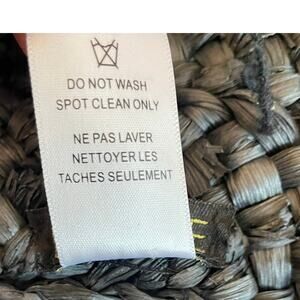 DO NOT WASH
SPOT CLEAN ONLY
NE PAS LAVER
NETTOYER LES
TACHES SEULEMENT